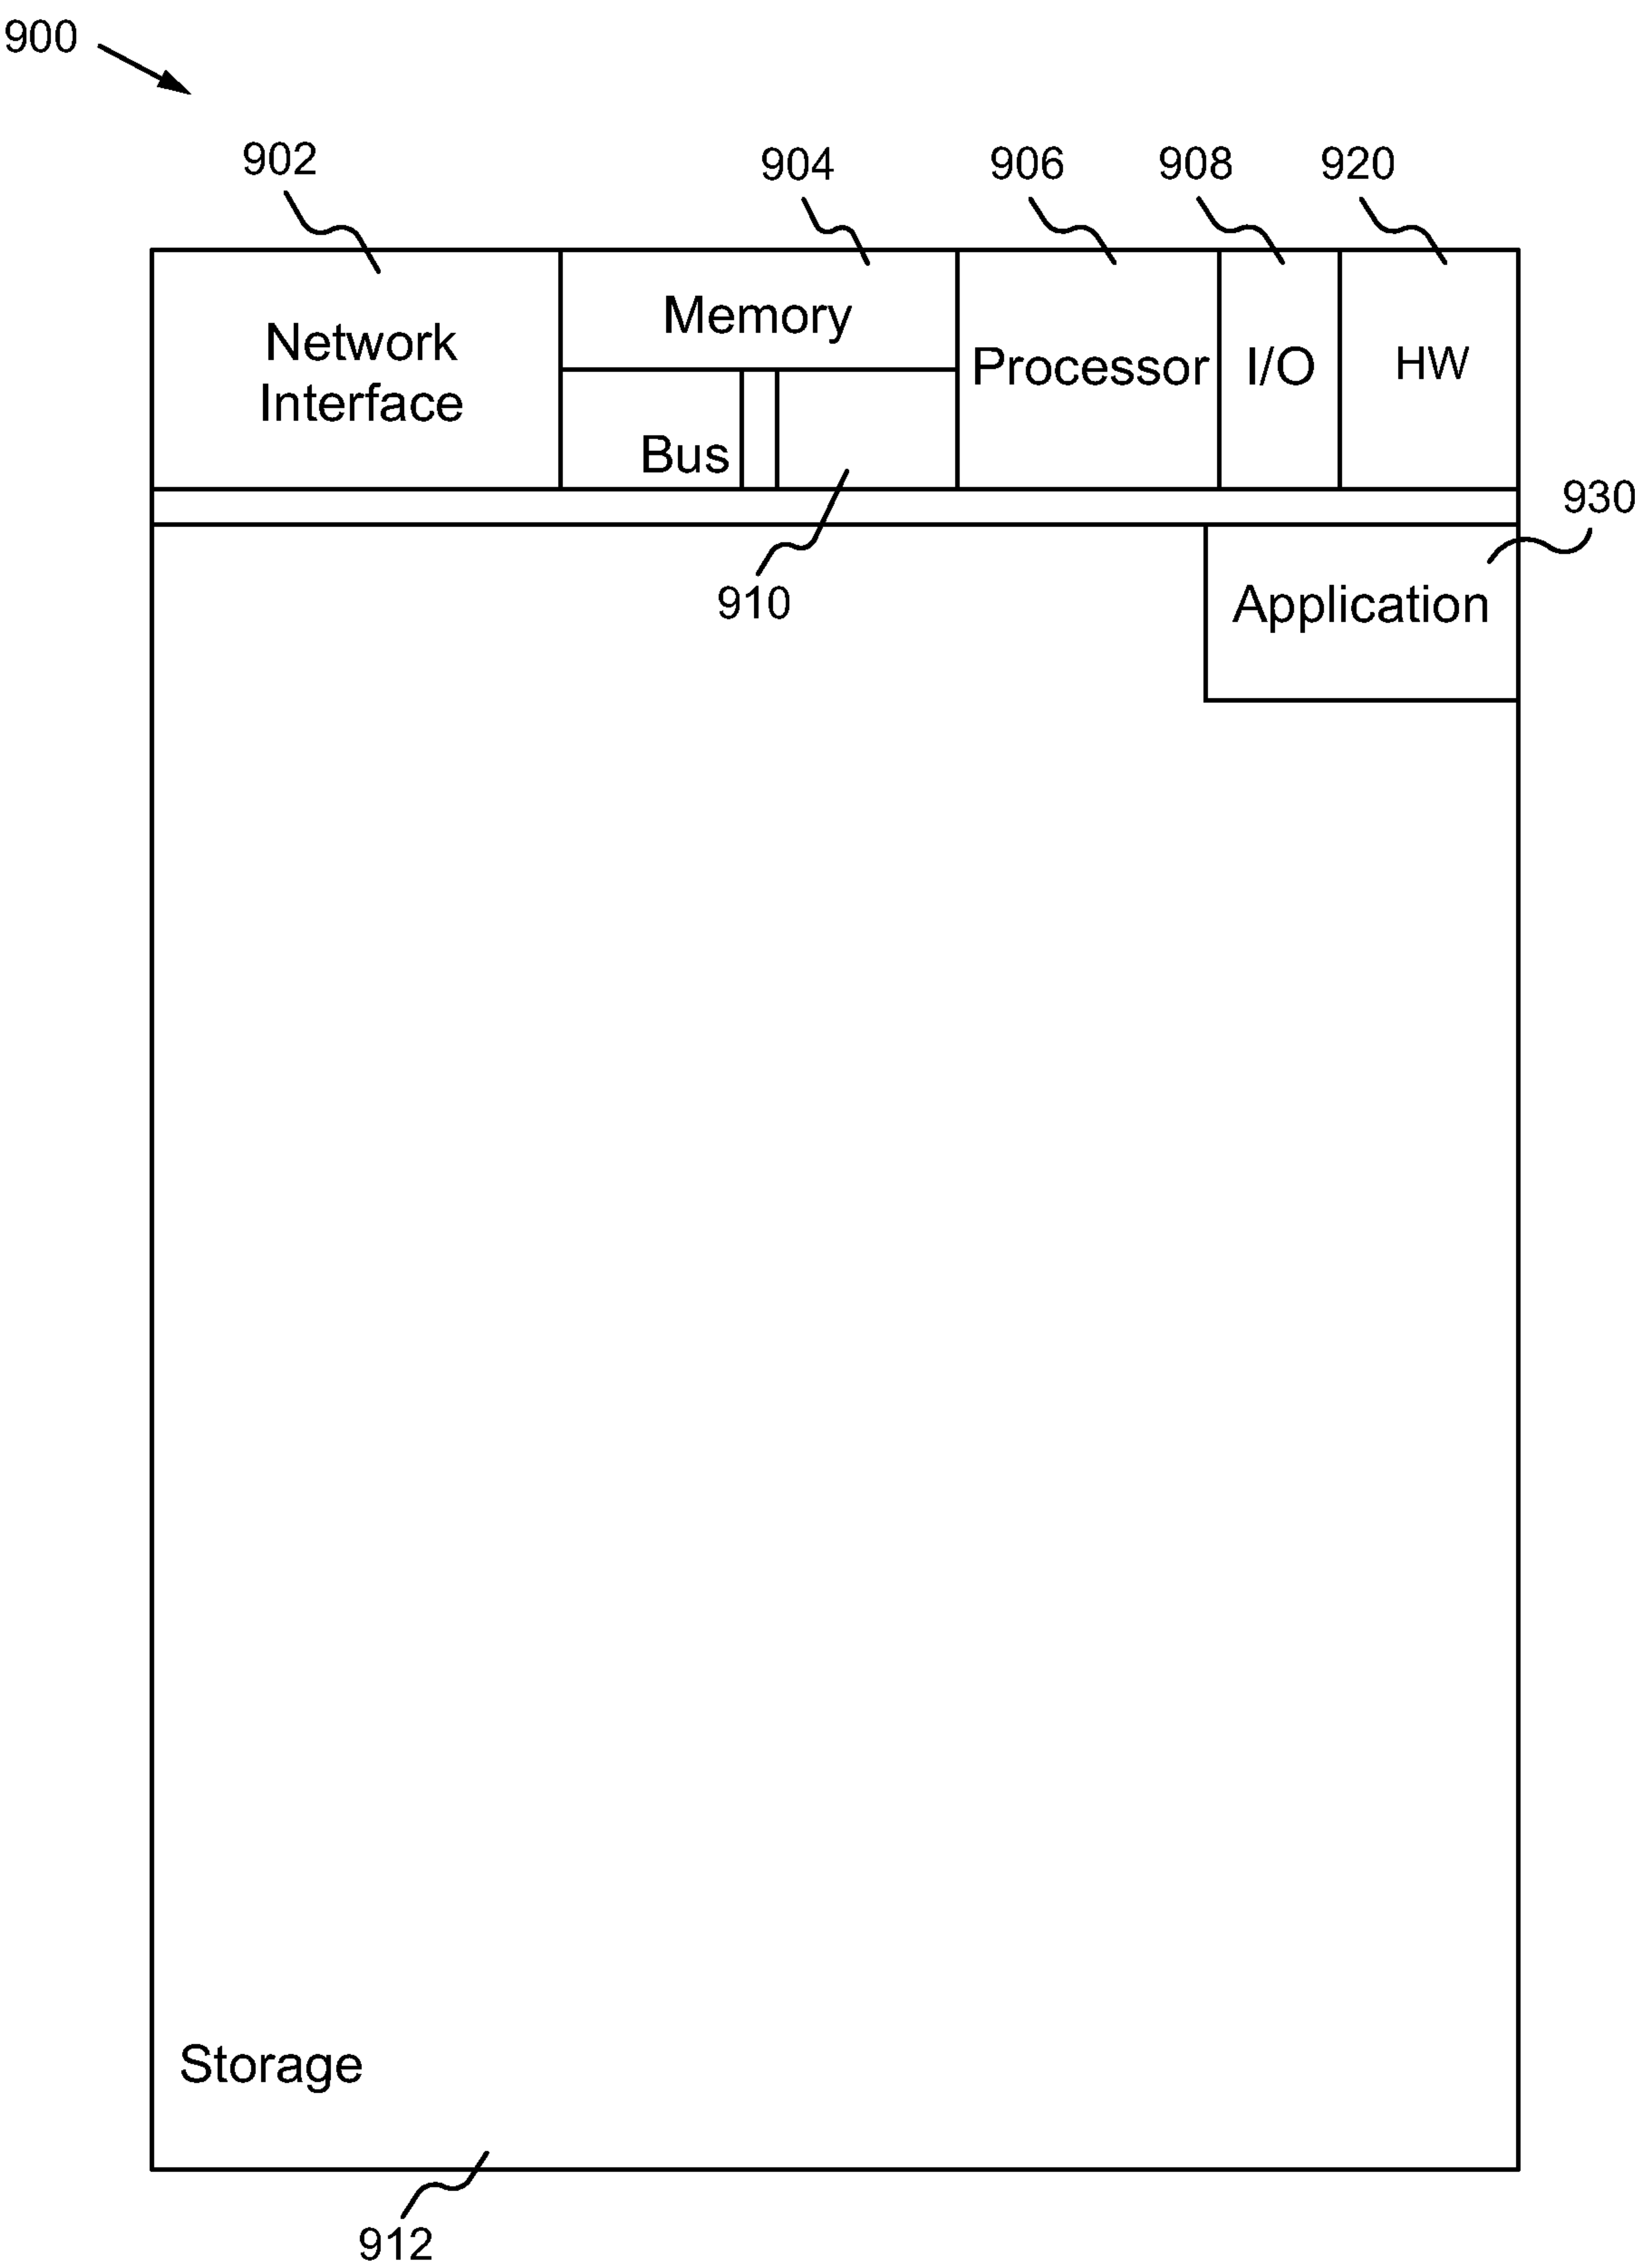 900
902
904
906
908
920
Network
Interface
Memory
Processor
I/O
HW
Bus
930
910
Application
Storage
912